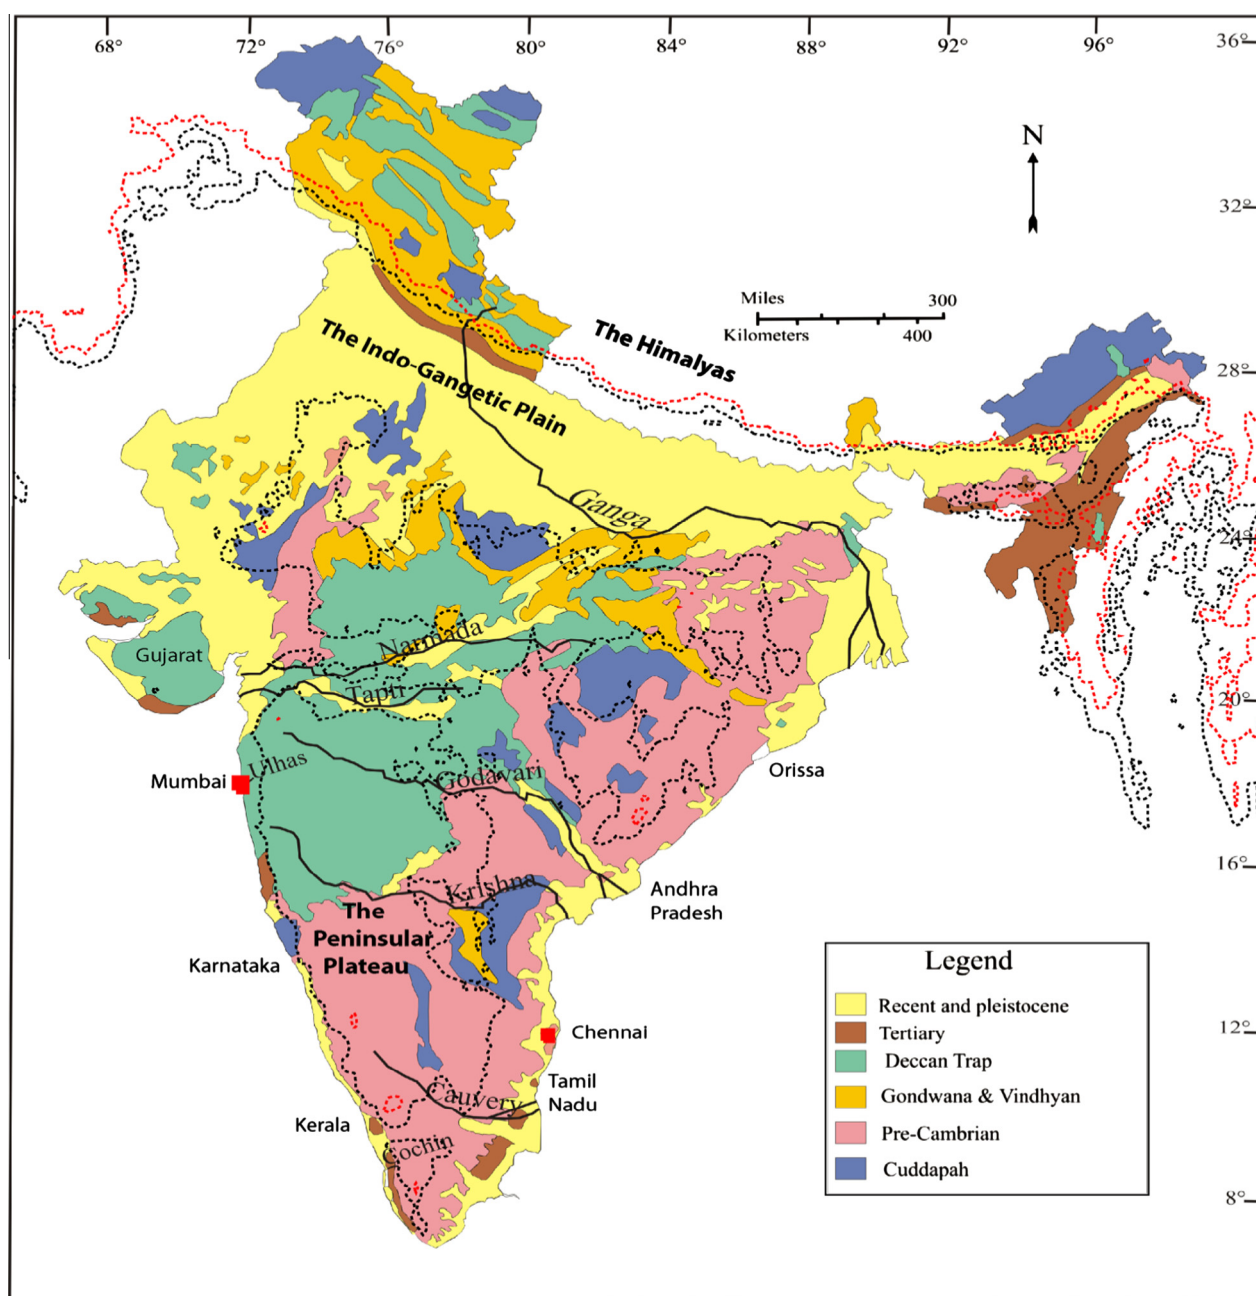 68° 72° 76° 80° 84° 88° 92° 96° 36°
N
32°
Miles 300
Kilometers 400
The Himalyas
The Indo-Gangetic Plain
28°
400
Ganga
24°
Narmada
Gujarat
Tapti
20°
Ulhas
Mumbai
Godavari
Orissa
16°
Krishna
Andhra
Pradesh
The
Peninsular
Plateau
Karnataka
12°
Chennai
Tamil
Nadu
Cauvery
Kerala
Cochin
8°
Legend
Recent and pleistocene
Tertiary
Deccan Trap
Gondwana & Vindhyan
Pre-Cambrian
Cuddapah